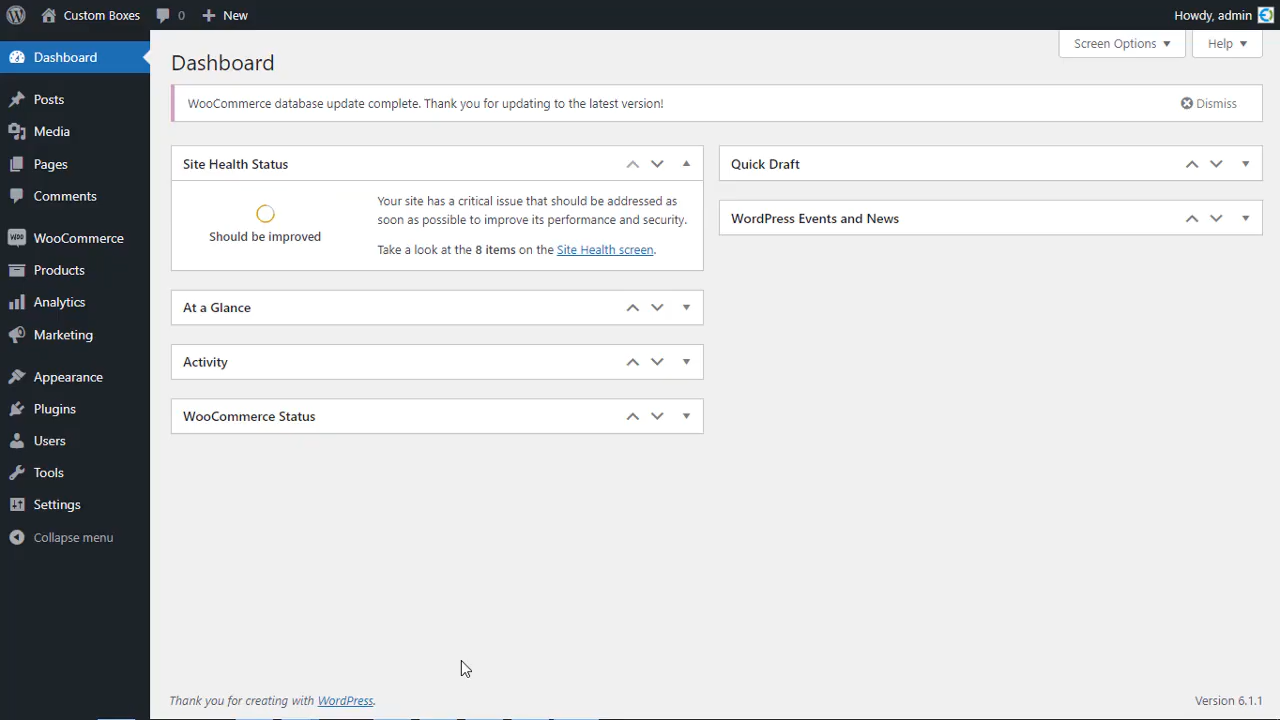 Custom Boxes
0
New
Howdy, admin
Dashboard
Posts
Media
Pages
Comments
WooCommerce
Products
Analytics
Marketing
Appearance
Plugins
Users
Tools
Settings
Collapse menu
Screen Options
Help
Dashboard
WooCommerce database update complete. Thank you for updating to the latest version!
Dismiss
Site Health Status
Should be improved
Your site has a critical issue that should be addressed as
soon as possible to improve its performance and security.
Take a look at the 8 items on the Site Health screen.
At a Glance
Activity
WooCommerce Status
Quick Draft
WordPress Events and News
Thank you for creating with WordPress.
Version 6.1.1